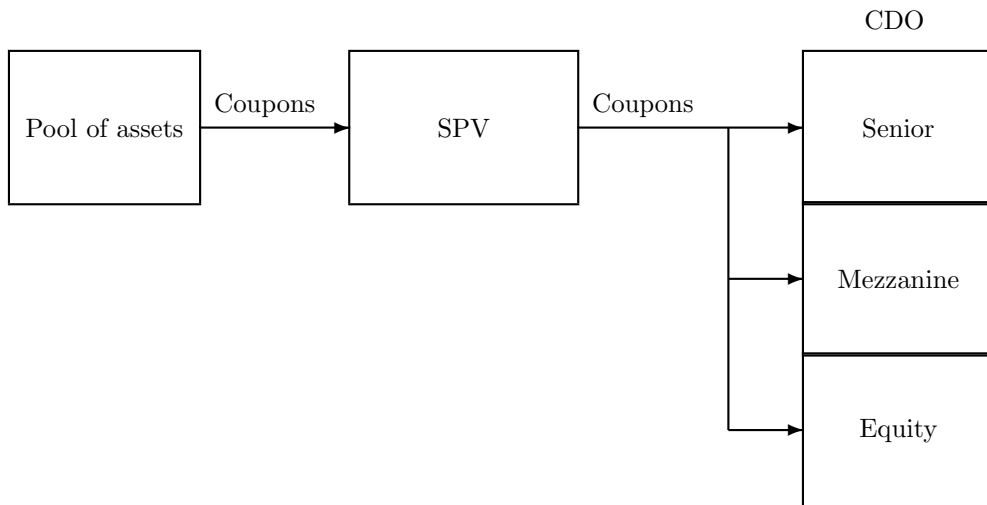 CDO
Coupons
Coupons
Pool of assets
SPV
Senior
Mezzanine
Equity